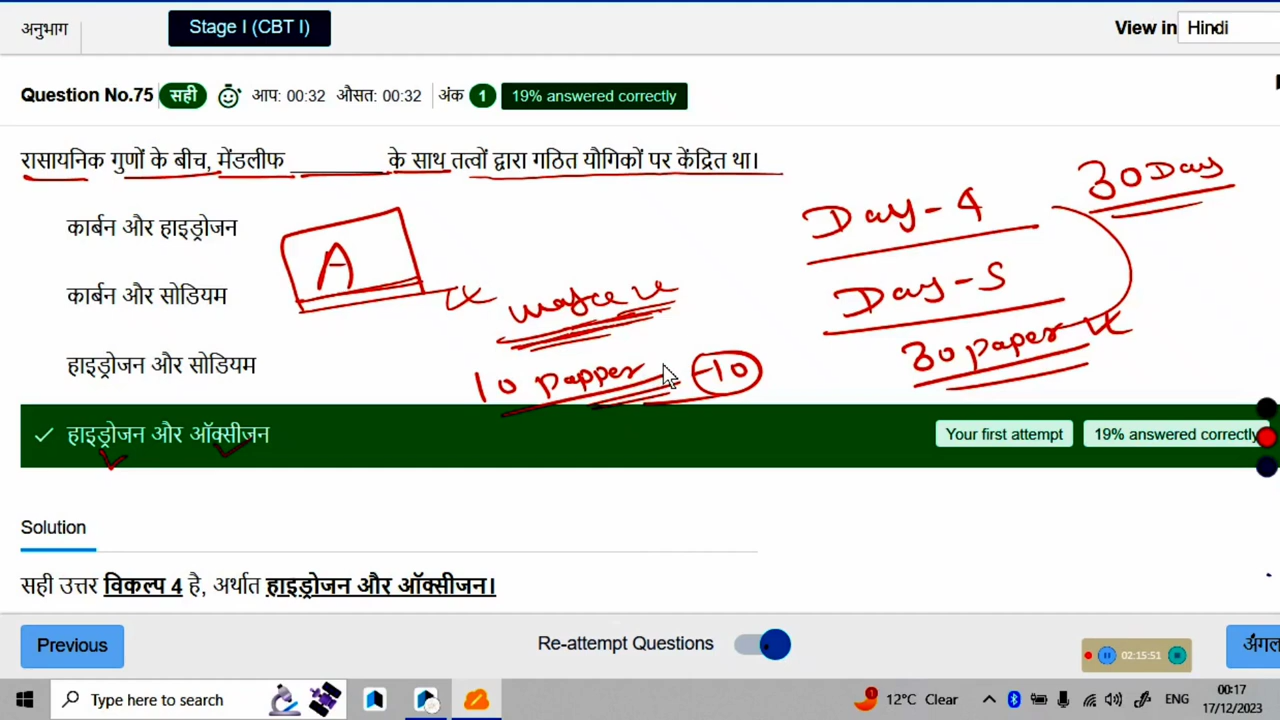 अनुभाग
Stage I (CBT I)
View in Hindi
Question No.75 सही आप: 00:32 औसत: 00:32 अंक 1 19% answered correctly
रासायनिक गुणों के बीच, मेंडलीफ ________ के साथ तत्वों द्वारा गठित यौगिकों पर केंद्रित था।
30 Day
कार्बन और हाइड्रोजन
Day - 4
A
कार्बन और सोडियम
Day - 5
30 paper
हाइड्रोजन और सोडियम
10 papper -10
हाइड्रोजन और ऑक्सीजन
Your first attempt
19% answered correctly
Solution
सही उत्तर विकल्प 4 है, अर्थात हाइड्रोजन और ऑक्सीजन।
Previous
Re-attempt Questions
02:15:51
Type here to search
1
12°C Clear
ENG
00:17
17/12/2023